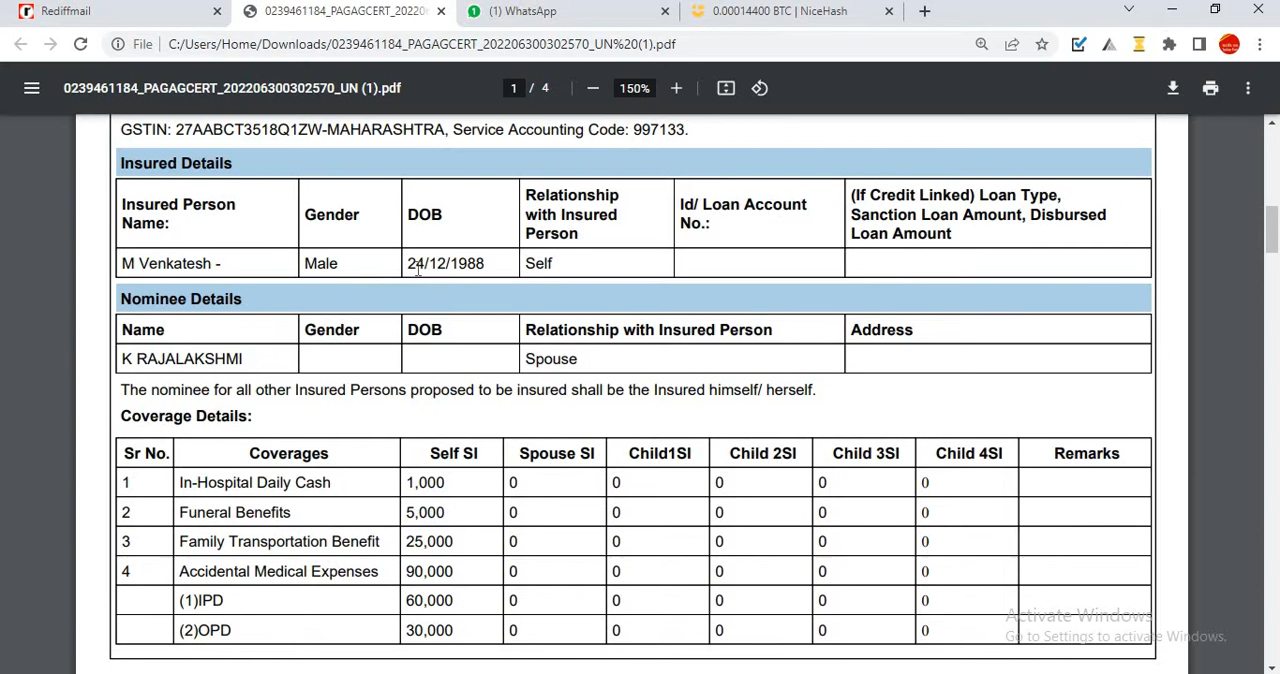 Rediffmail
0239461184_PAGAGCERT_202206
(1) WhatsApp
0.00014400 BTC | NiceHash
File C:/Users/Home/Downloads/0239461184_PAGAGCERT_202206300302570_UN%20(1).pdf
0239461184_PAGAGCERT_202206300302570_UN (1).pdf 1 / 4 150%
GSTIN: 27AABCT3518Q1ZW-MAHARASHTRA, Service Accounting Code: 997133.
Insured Details
Insured Person Name: Gender DOB Relationship with Insured Person Id/ Loan Account No.: (If Credit Linked) Loan Type, Sanction Loan Amount, Disbursed Loan Amount
M Venkatesh - Male 24/12/1988 Self
Nominee Details
Name Gender DOB Relationship with Insured Person Address
K RAJALAKSHMI Spouse
The nominee for all other Insured Persons proposed to be insured shall be the Insured himself/ herself.
Coverage Details:
Sr No. Coverages Self SI Spouse SI Child1SI Child 2SI Child 3SI Child 4SI Remarks
1 In-Hospital Daily Cash 1,000 0 0 0 0 0
2 Funeral Benefits 5,000 0 0 0 0 0
3 Family Transportation Benefit 25,000 0 0 0 0 0
4 Accidental Medical Expenses 90,000 0 0 0 0 0
(1)IPD 60,000 0 0 0 0 0
(2)OPD 30,000 0 0 0 0 0
Activate Windows
Go to Settings to activate Windows.